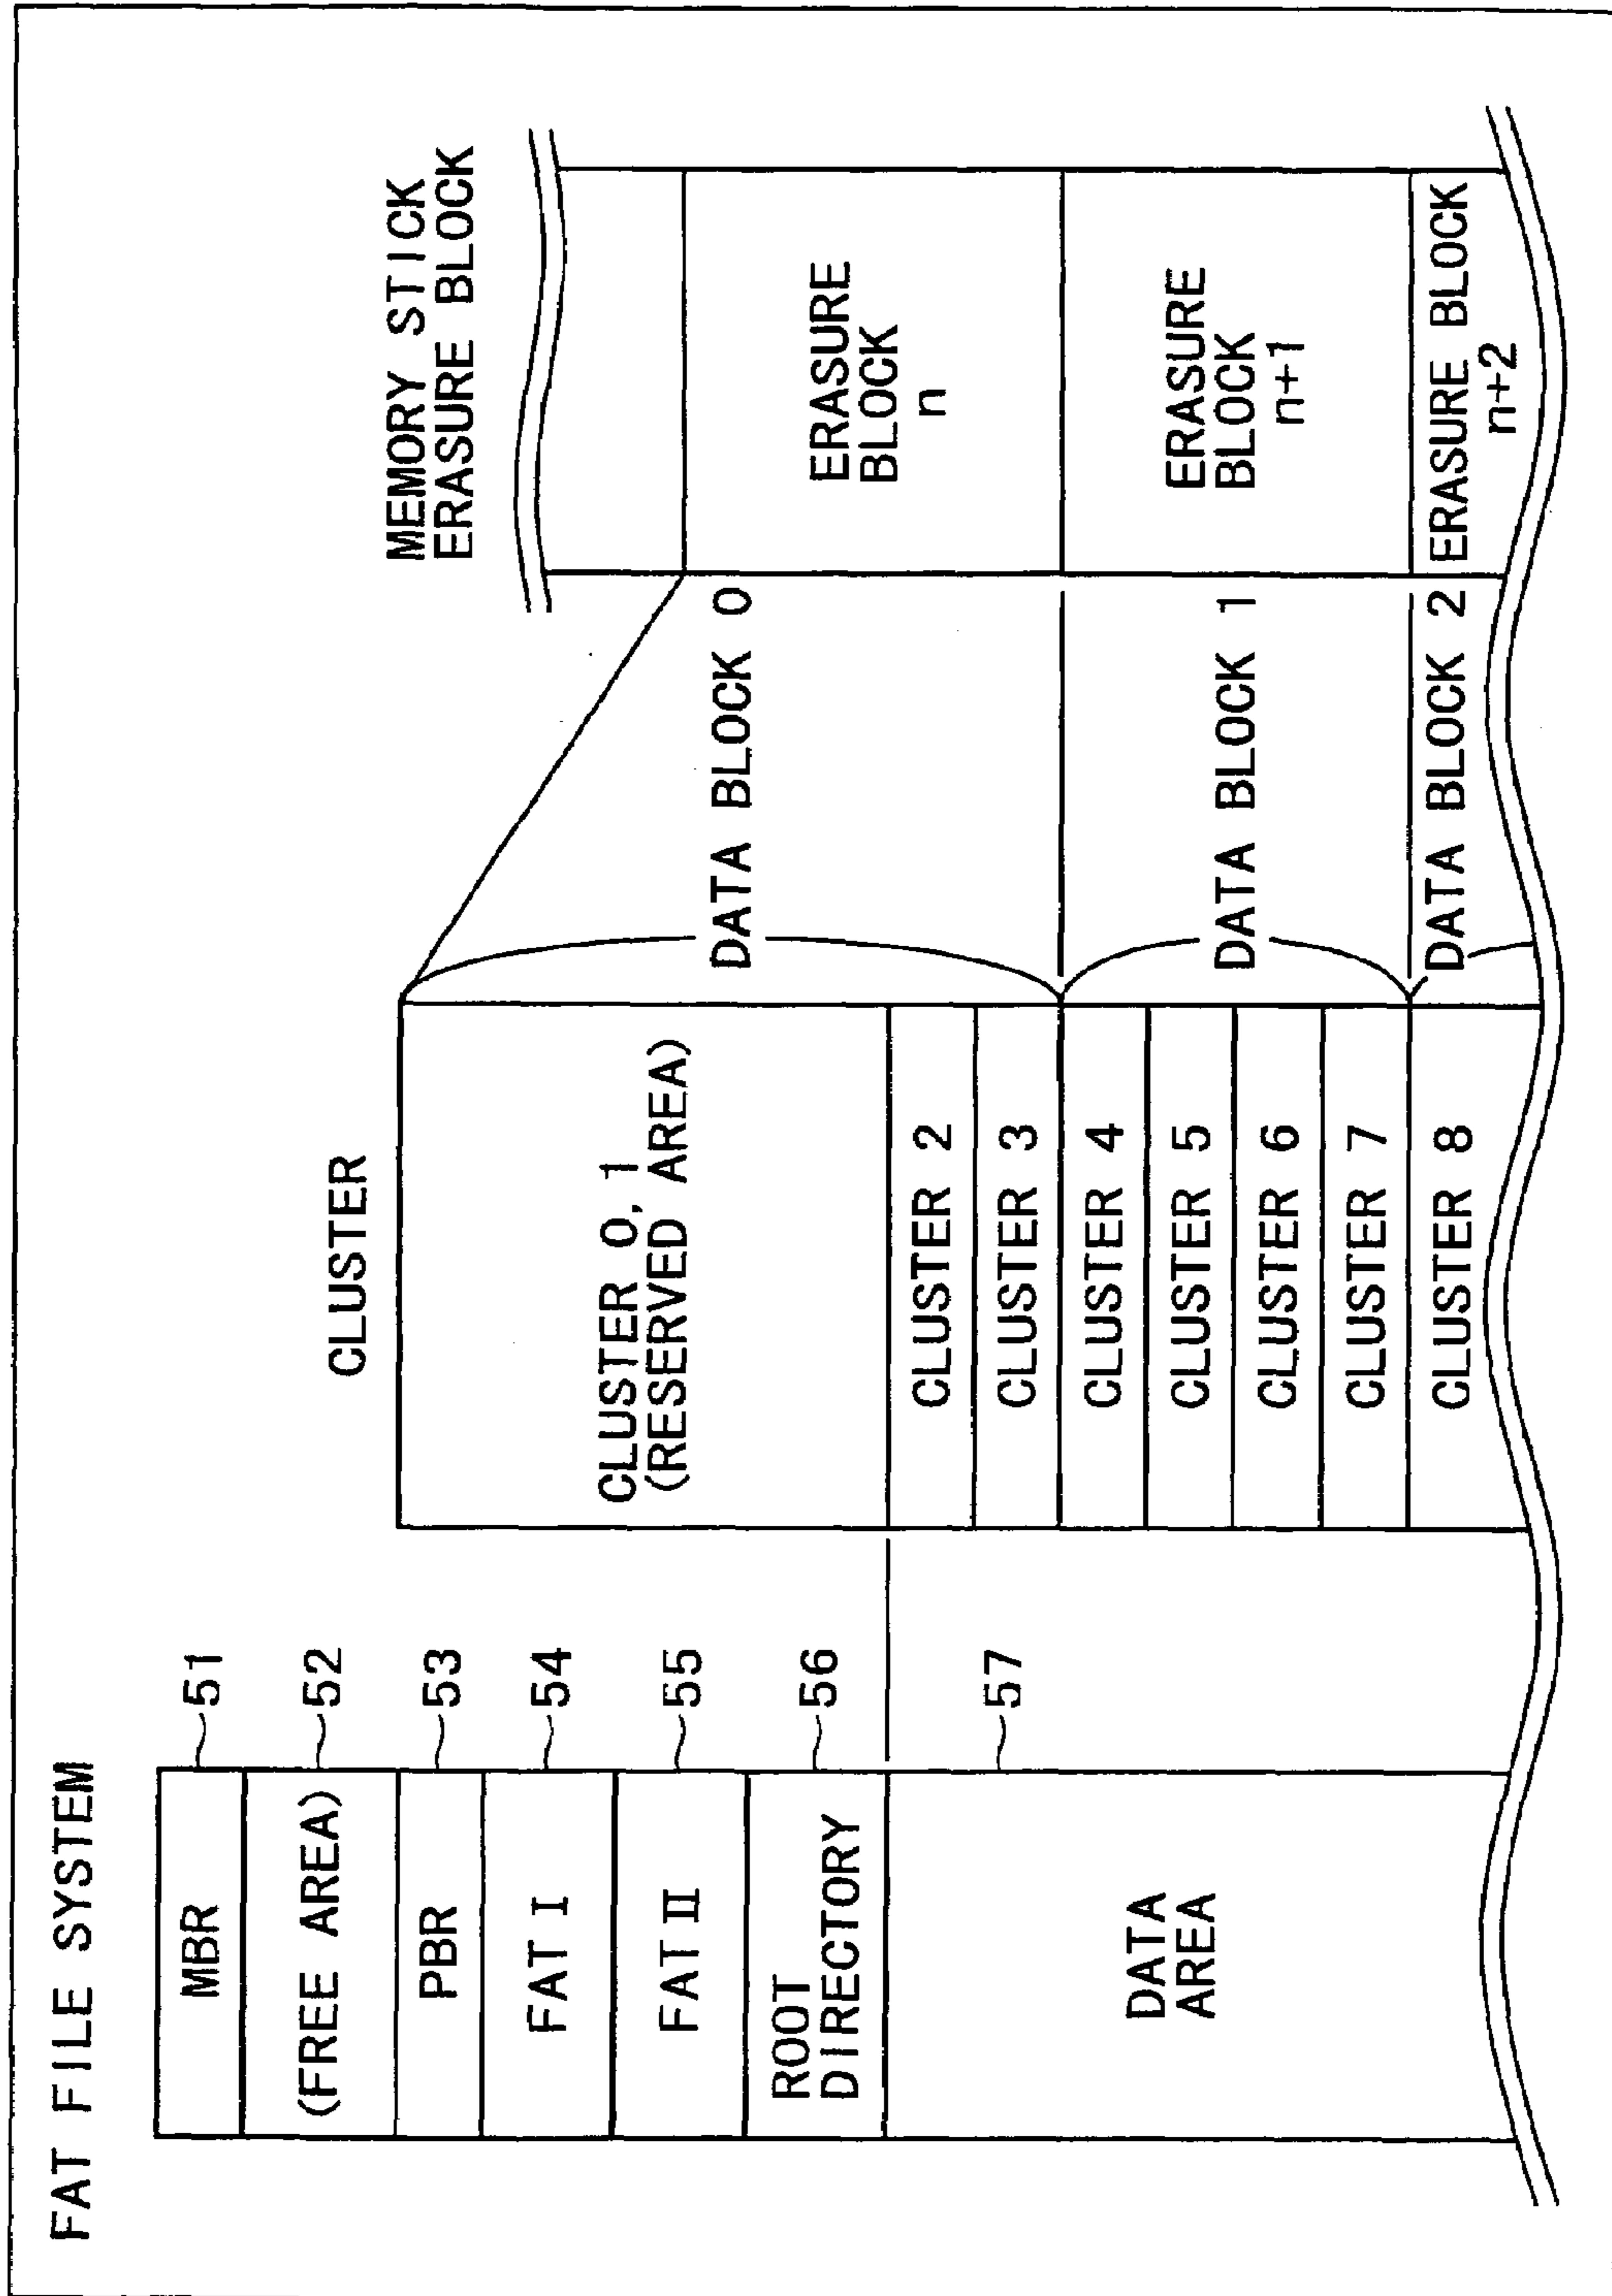 FAT FILE SYSTEM
MBR
51
(FREE AREA)
52
PBR
53
FAT I
54
FAT II
55
ROOT
DIRECTORY
56
DATA
AREA
57
CLUSTER
CLUSTER 0, 1
(RESERVED AREA)
CLUSTER 2
CLUSTER 3
CLUSTER 4
CLUSTER 5
CLUSTER 6
CLUSTER 7
CLUSTER 8
DATA BLOCK 0
DATA BLOCK 1
DATA BLOCK 2
MEMORY STICK
ERASURE BLOCK
ERASURE
BLOCK
n
ERASURE
BLOCK
n+1
ERASURE BLOCK
n+2